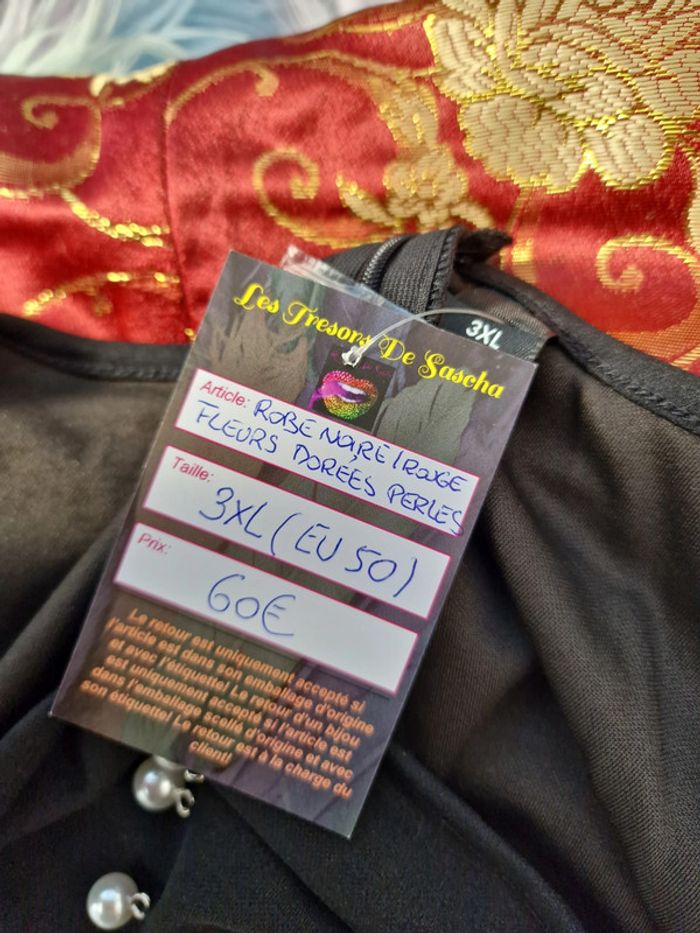 3XL
Les Tresors De Sascha
Article: ROBE NOIRE/ROUGE
FLEURS DORÉES PERLES
Taille:
3XL (EU 50)
Prix:
60€
Le retour est uniquement accepté si
l'article est dans son emballage d'origine
et avec l'étiquette! Le retour d'un bijou
est uniquement accepté si l'article est
dans l'emballage scellé d'origine et avec
son étiquette! Le retour est à la charge du
client!